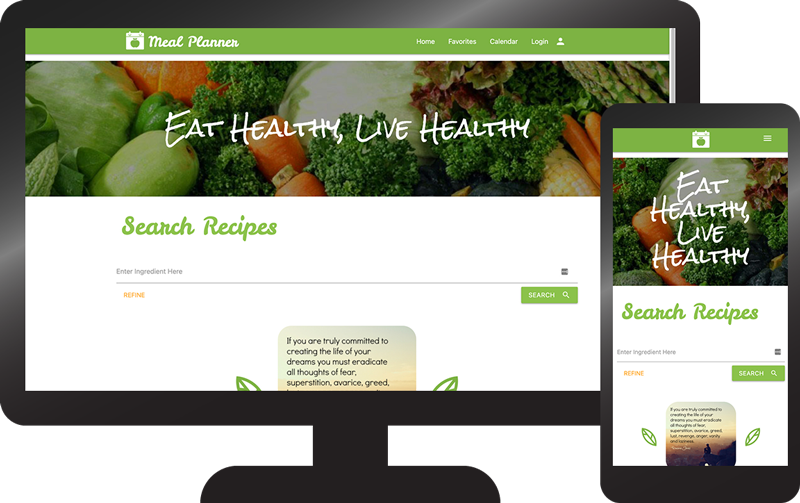 Meal Planner
Home Favorites Calendar Login
Eat Healthy, Live Healthy
Search Recipes
Enter Ingredient Here
REFINE
SEARCH
If you are truly committed to
creating the life of your
dreams you must eradicate
all thoughts of fear,
superstition, avarice, greed,
Eat
Healthy,
Live
Healthy
Search Recipes
Enter Ingredient Here
REFINE
SEARCH
If you are truly committed to
creating the life of your
dreams you must eradicate
all thoughts of fear,
superstition, avarice, greed,
lust, revenge, anger, vanity
and laziness.